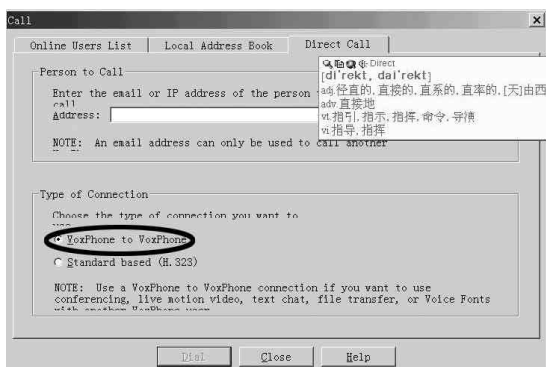 Call
Online Users List
Local Address Book
Direct Call
Direct
[di'rekt, dai'rekt]
adj.径直的, 直接的, 直系的, 直率的, [天]由西
adv.直接地
vt.指引, 指示, 指挥, 命令, 导演
vi.指导, 指挥
Person to Call
Enter the email or IP address of the person
call
Address:
NOTE: An email address can only be used to call another
Type of Connection
Choose the type of connection you want to
VoxPhone to VoxPhone
Standard based (H.323)
NOTE: Use a VoxPhone to VoxPhone connection if you want to use
conferencing, live motion video, text chat, file transfer, or Voice Fonts
with another VoxPhone user
Dial
Close
Help